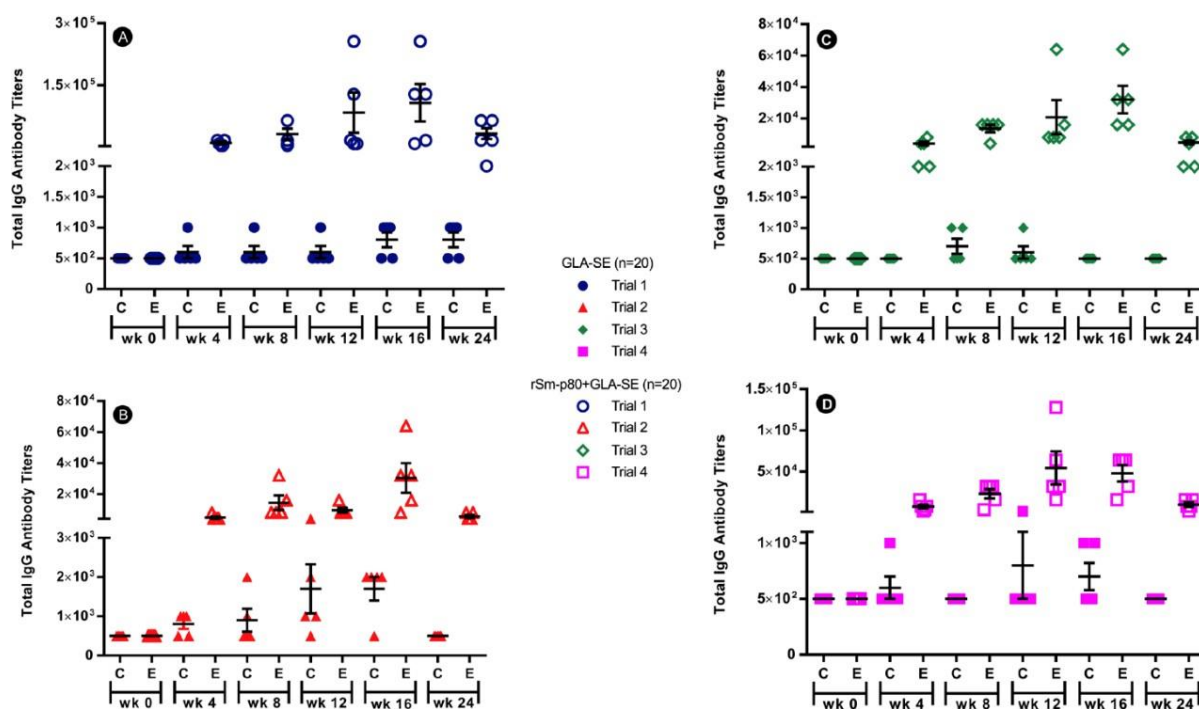 A
Total IgG Antibody Titers
3×10⁵
1.5×10⁵
2×10³
1×10³
5×10²
0
C E C E C E C E C E C E
wk 0 wk 4 wk 8 wk 12 wk 16 wk 24
B
Total IgG Antibody Titers
8×10⁴
6×10⁴
4×10⁴
2×10⁴
3×10³
2×10³
1×10³
0
C E C E C E C E C E C E
wk 0 wk 4 wk 8 wk 12 wk 16 wk 24
GLA-SE (n=20)
Trial 1
Trial 2
Trial 3
Trial 4
rSm-p80+GLA-SE (n=20)
Trial 1
Trial 2
Trial 3
Trial 4
C
Total IgG Antibody Titers
8×10⁴
6×10⁴
4×10⁴
2×10⁴
2×10³
1×10³
5×10²
0
C E C E C E C E C E C E
wk 0 wk 4 wk 8 wk 12 wk 16 wk 24
D
Total IgG Antibody Titers
1.5×10⁵
1×10⁵
5×10⁴
1×10³
5×10²
0
C E C E C E C E C E C E
wk 0 wk 4 wk 8 wk 12 wk 16 wk 24